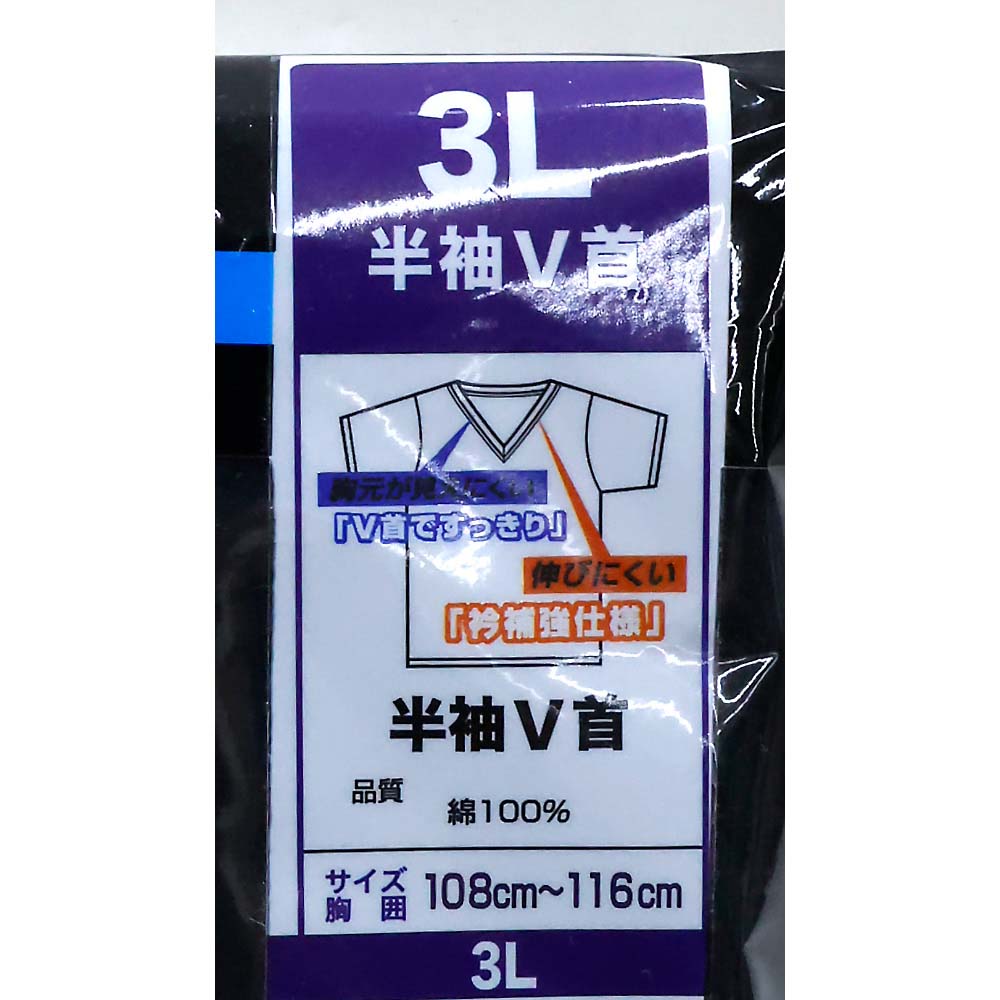 3L
半袖V首
胸元が見えにくい
「V首ですっきり」
伸びにくい
「衿補強仕様」
半袖V首
品質
綿100%
サイズ
胸囲
108cm~116cm
3L